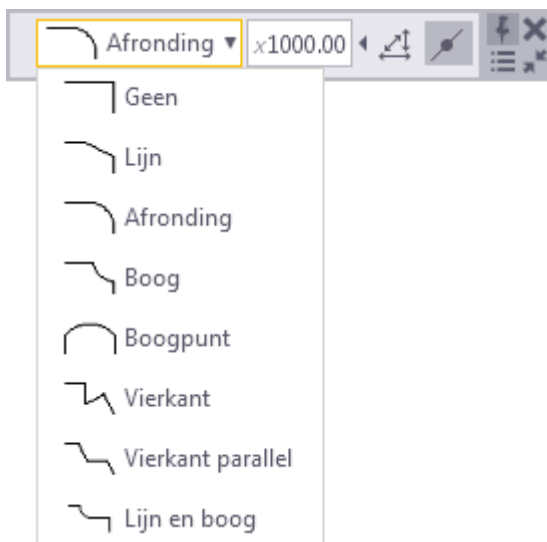 Afronding x1000.00
Geen
Lijn
Afronding
Boog
Boogpunt
Vierkant
Vierkant parallel
Lijn en boog